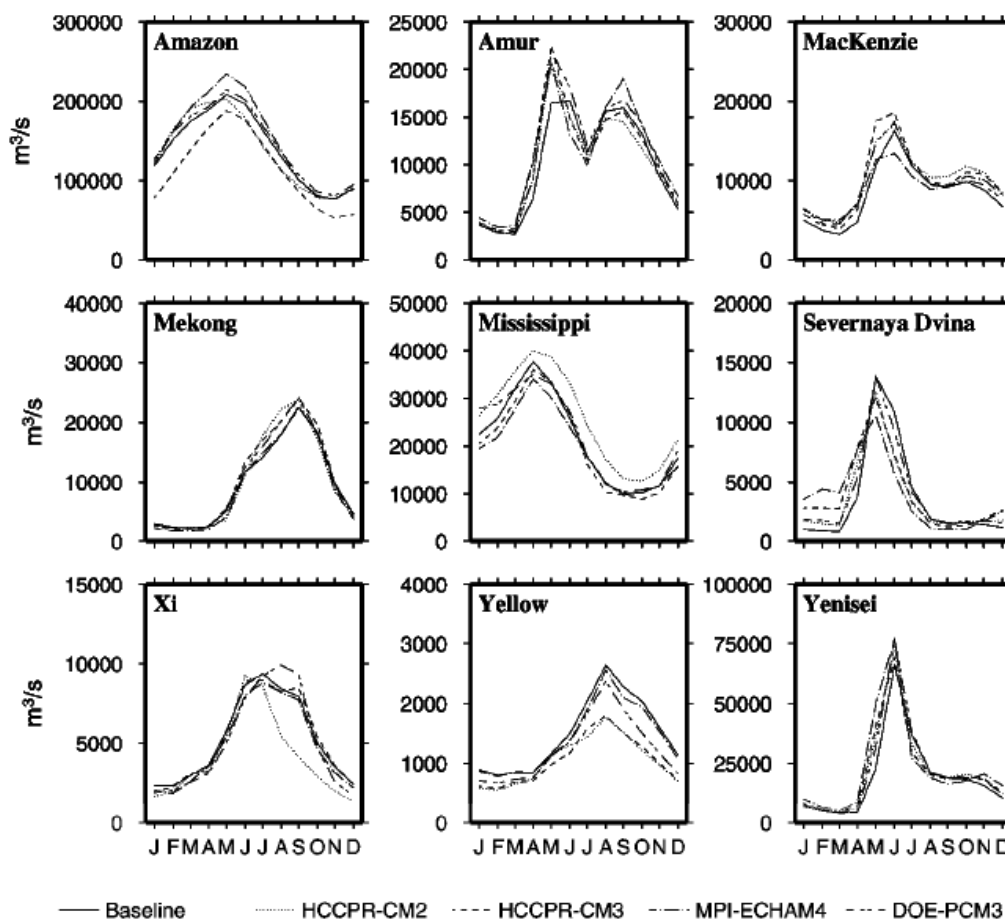 300000
Amazon
200000
100000
0
m³/s
25000
Amur
20000
15000
10000
5000
0
30000
MacKenzie
20000
10000
0
40000
Mekong
30000
20000
10000
0
m³/s
50000
Mississippi
40000
30000
20000
10000
0
20000
Severnaya Dvina
15000
10000
5000
0
15000
Xi
10000
5000
0
m³/s
4000
Yellow
3000
2000
1000
0
100000
Yenisei
75000
50000
25000
0
J F M A M J J A S O N D
J F M A M J J A S O N D
J F M A M J J A S O N D
Baseline HCCPR-CM2 HCCPR-CM3 MPI-ECHAM4 DOE-PCM3